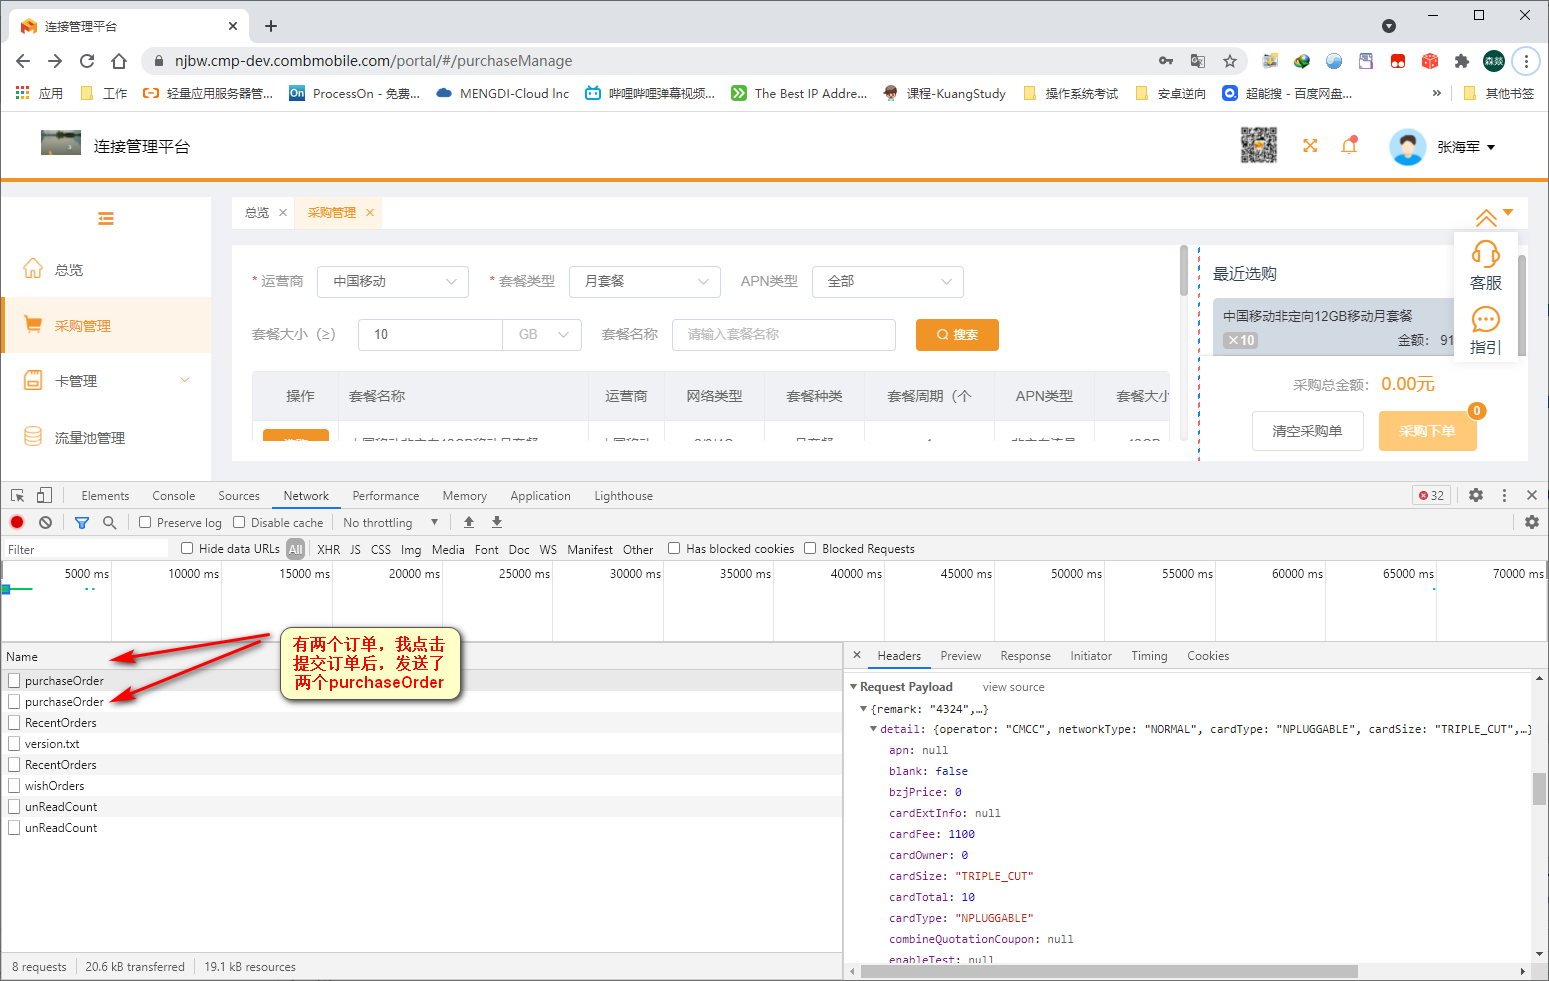 连接管理平台
njbw.cmp-dev.combmobile.com/portal/#/purchaseManage
森燚
应用
工作
轻量应用服务器管...
On
ProcessOn - 免费...
MENGDI-Cloud Inc
哔哩哔哩弹幕视频...
The Best IP Addre...
课程-KuangStudy
操作系统考试
安卓逆向
超能搜 - 百度网盘...
»
其他书签
连接管理平台
张海军
总览
采购管理
卡管理
流量池管理
总览 ×
采购管理 ×
* 运营商
中国移动
* 套餐类型
月套餐
APN类型
全部
套餐大小（≥）
10
GB
套餐名称
请输入套餐名称
搜索
操作
套餐名称
运营商
网络类型
套餐种类
套餐周期（个
APN类型
套餐大小
最近选购
中国移动非定向12GB移动月套餐
×10
金额： 91
客服
指引
采购总金额： 0.00元
清空采购单
采购下单
0
Elements
Console
Sources
Network
Performance
Memory
Application
Lighthouse
32
Preserve log
Disable cache
No throttling
Filter
Hide data URLs
All
XHR
JS
CSS
Img
Media
Font
Doc
WS
Manifest
Other
Has blocked cookies
Blocked Requests
5000 ms
10000 ms
15000 ms
20000 ms
25000 ms
30000 ms
35000 ms
40000 ms
45000 ms
50000 ms
55000 ms
60000 ms
65000 ms
70000 ms
有两个订单，我点击
提交订单后，发送了
两个purchaseOrder
Name
purchaseOrder
purchaseOrder
RecentOrders
version.txt
RecentOrders
wishOrders
unReadCount
unReadCount
8 requests
20.6 kB transferred
19.1 kB resources
Headers
Preview
Response
Initiator
Timing
Cookies
Request Payload
view source
{remark: "4324",…}
detail: {operator: "CMCC", networkType: "NORMAL", cardType: "NPLUGGABLE", cardSize: "TRIPLE_CUT",…}
apn: null
blank: false
bzjPrice: 0
cardExtInfo: null
cardFee: 1100
cardOwner: 0
cardSize: "TRIPLE_CUT"
cardTotal: 10
cardType: "NPLUGGABLE"
combineQuotationCoupon: null
enableTest: null